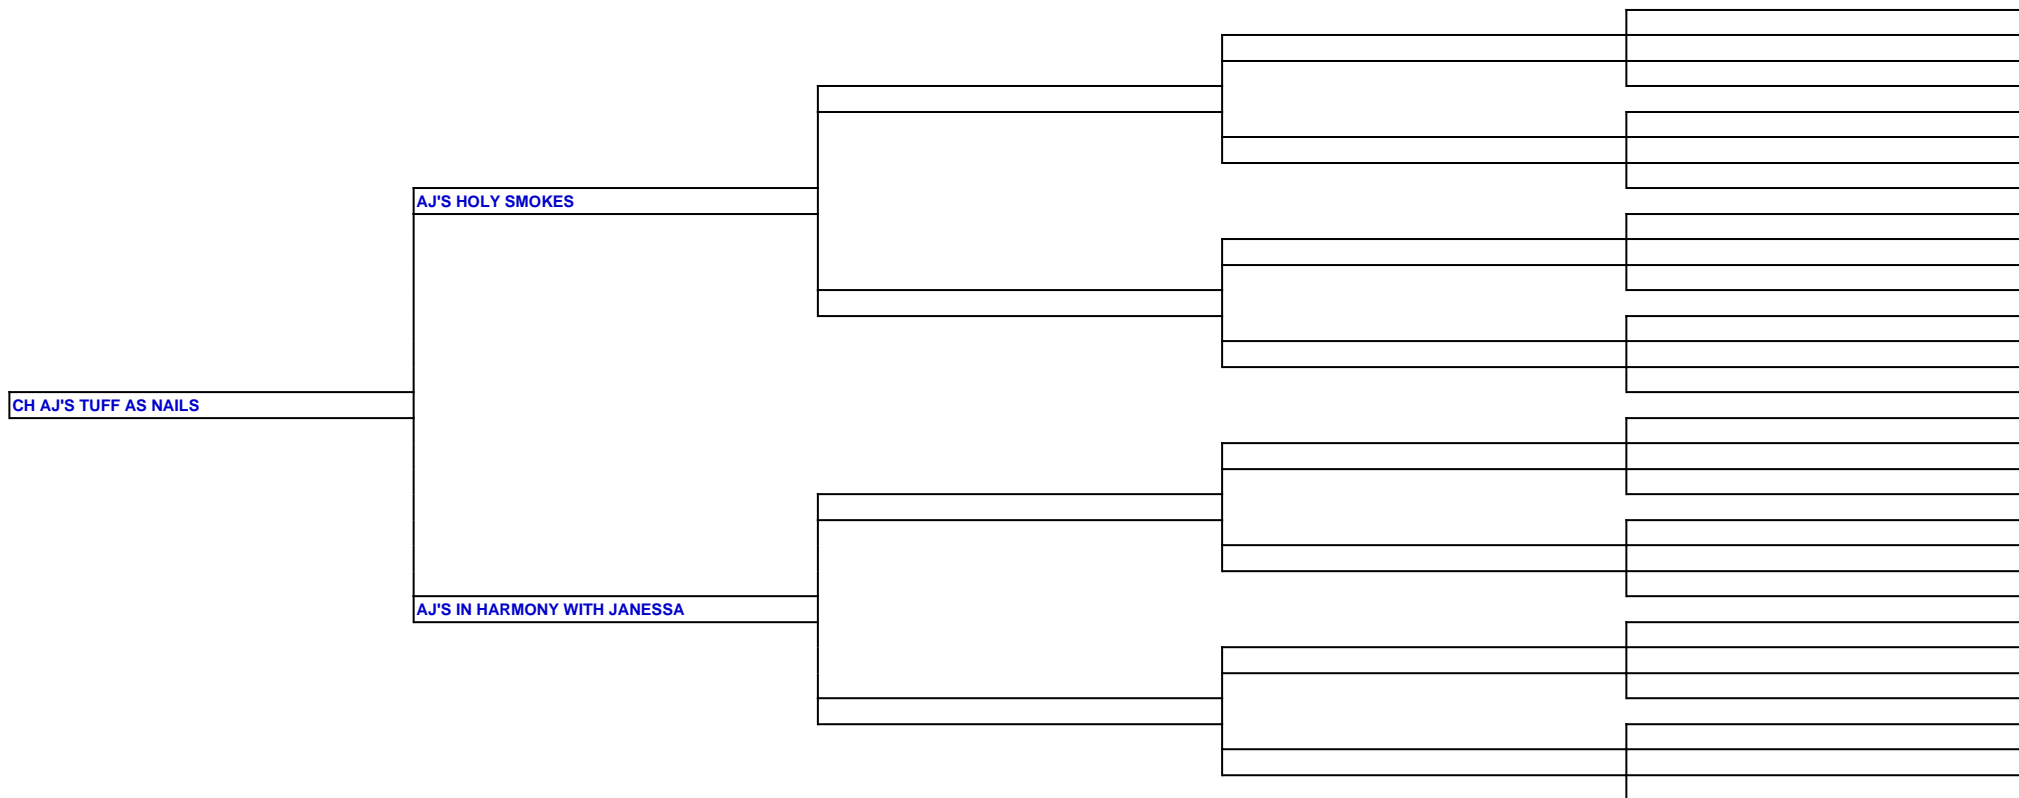 AJ'S HOLY SMOKES
CH AJ'S TUFF AS NAILS
AJ'S IN HARMONY WITH JANESSA